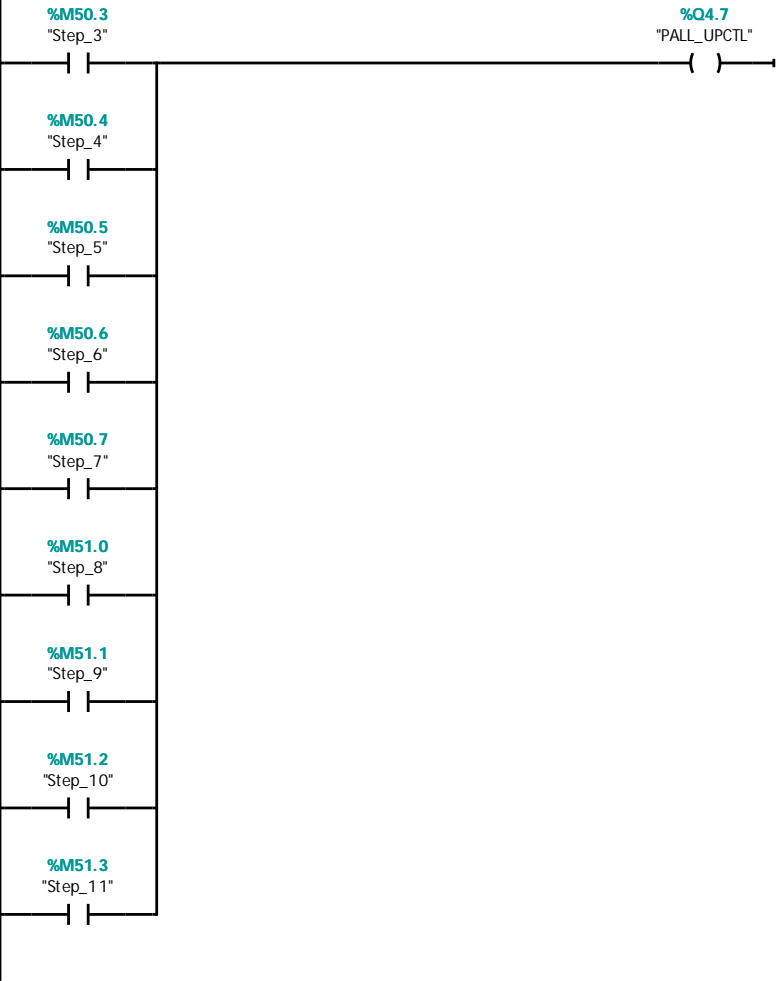 %M50.3
"Step_3"
%Q4.7
"PALL_UPCTL"
%M50.4
"Step_4"
%M50.5
"Step_5"
%M50.6
"Step_6"
%M50.7
"Step_7"
%M51.0
"Step_8"
%M51.1
"Step_9"
%M51.2
"Step_10"
%M51.3
"Step_11"